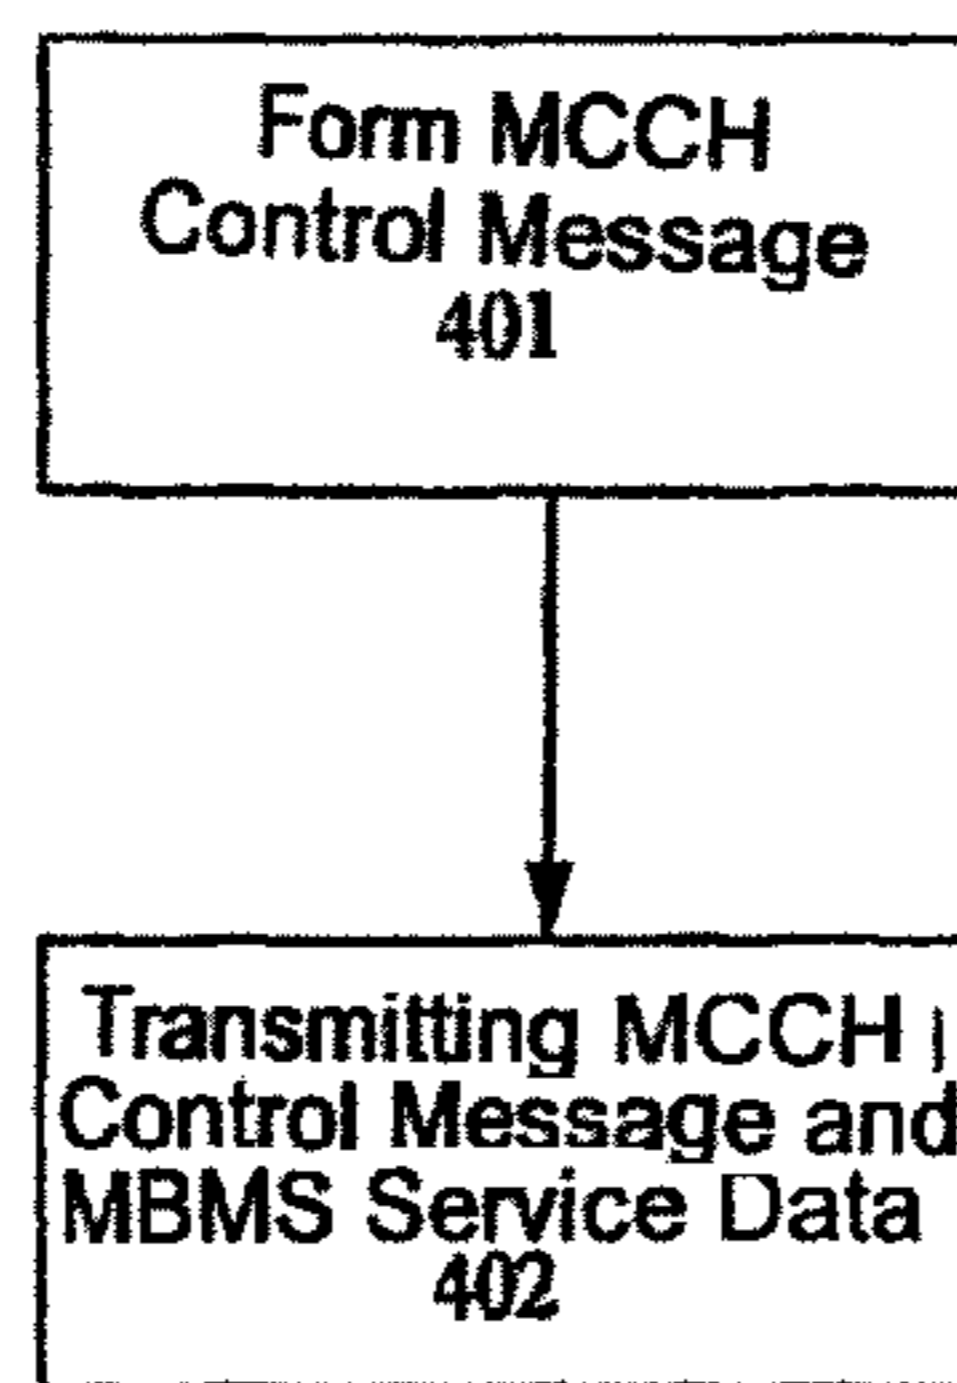 Form MCCH
Control Message
401
Transmitting MCCH
Control Message and
MBMS Service Data
402